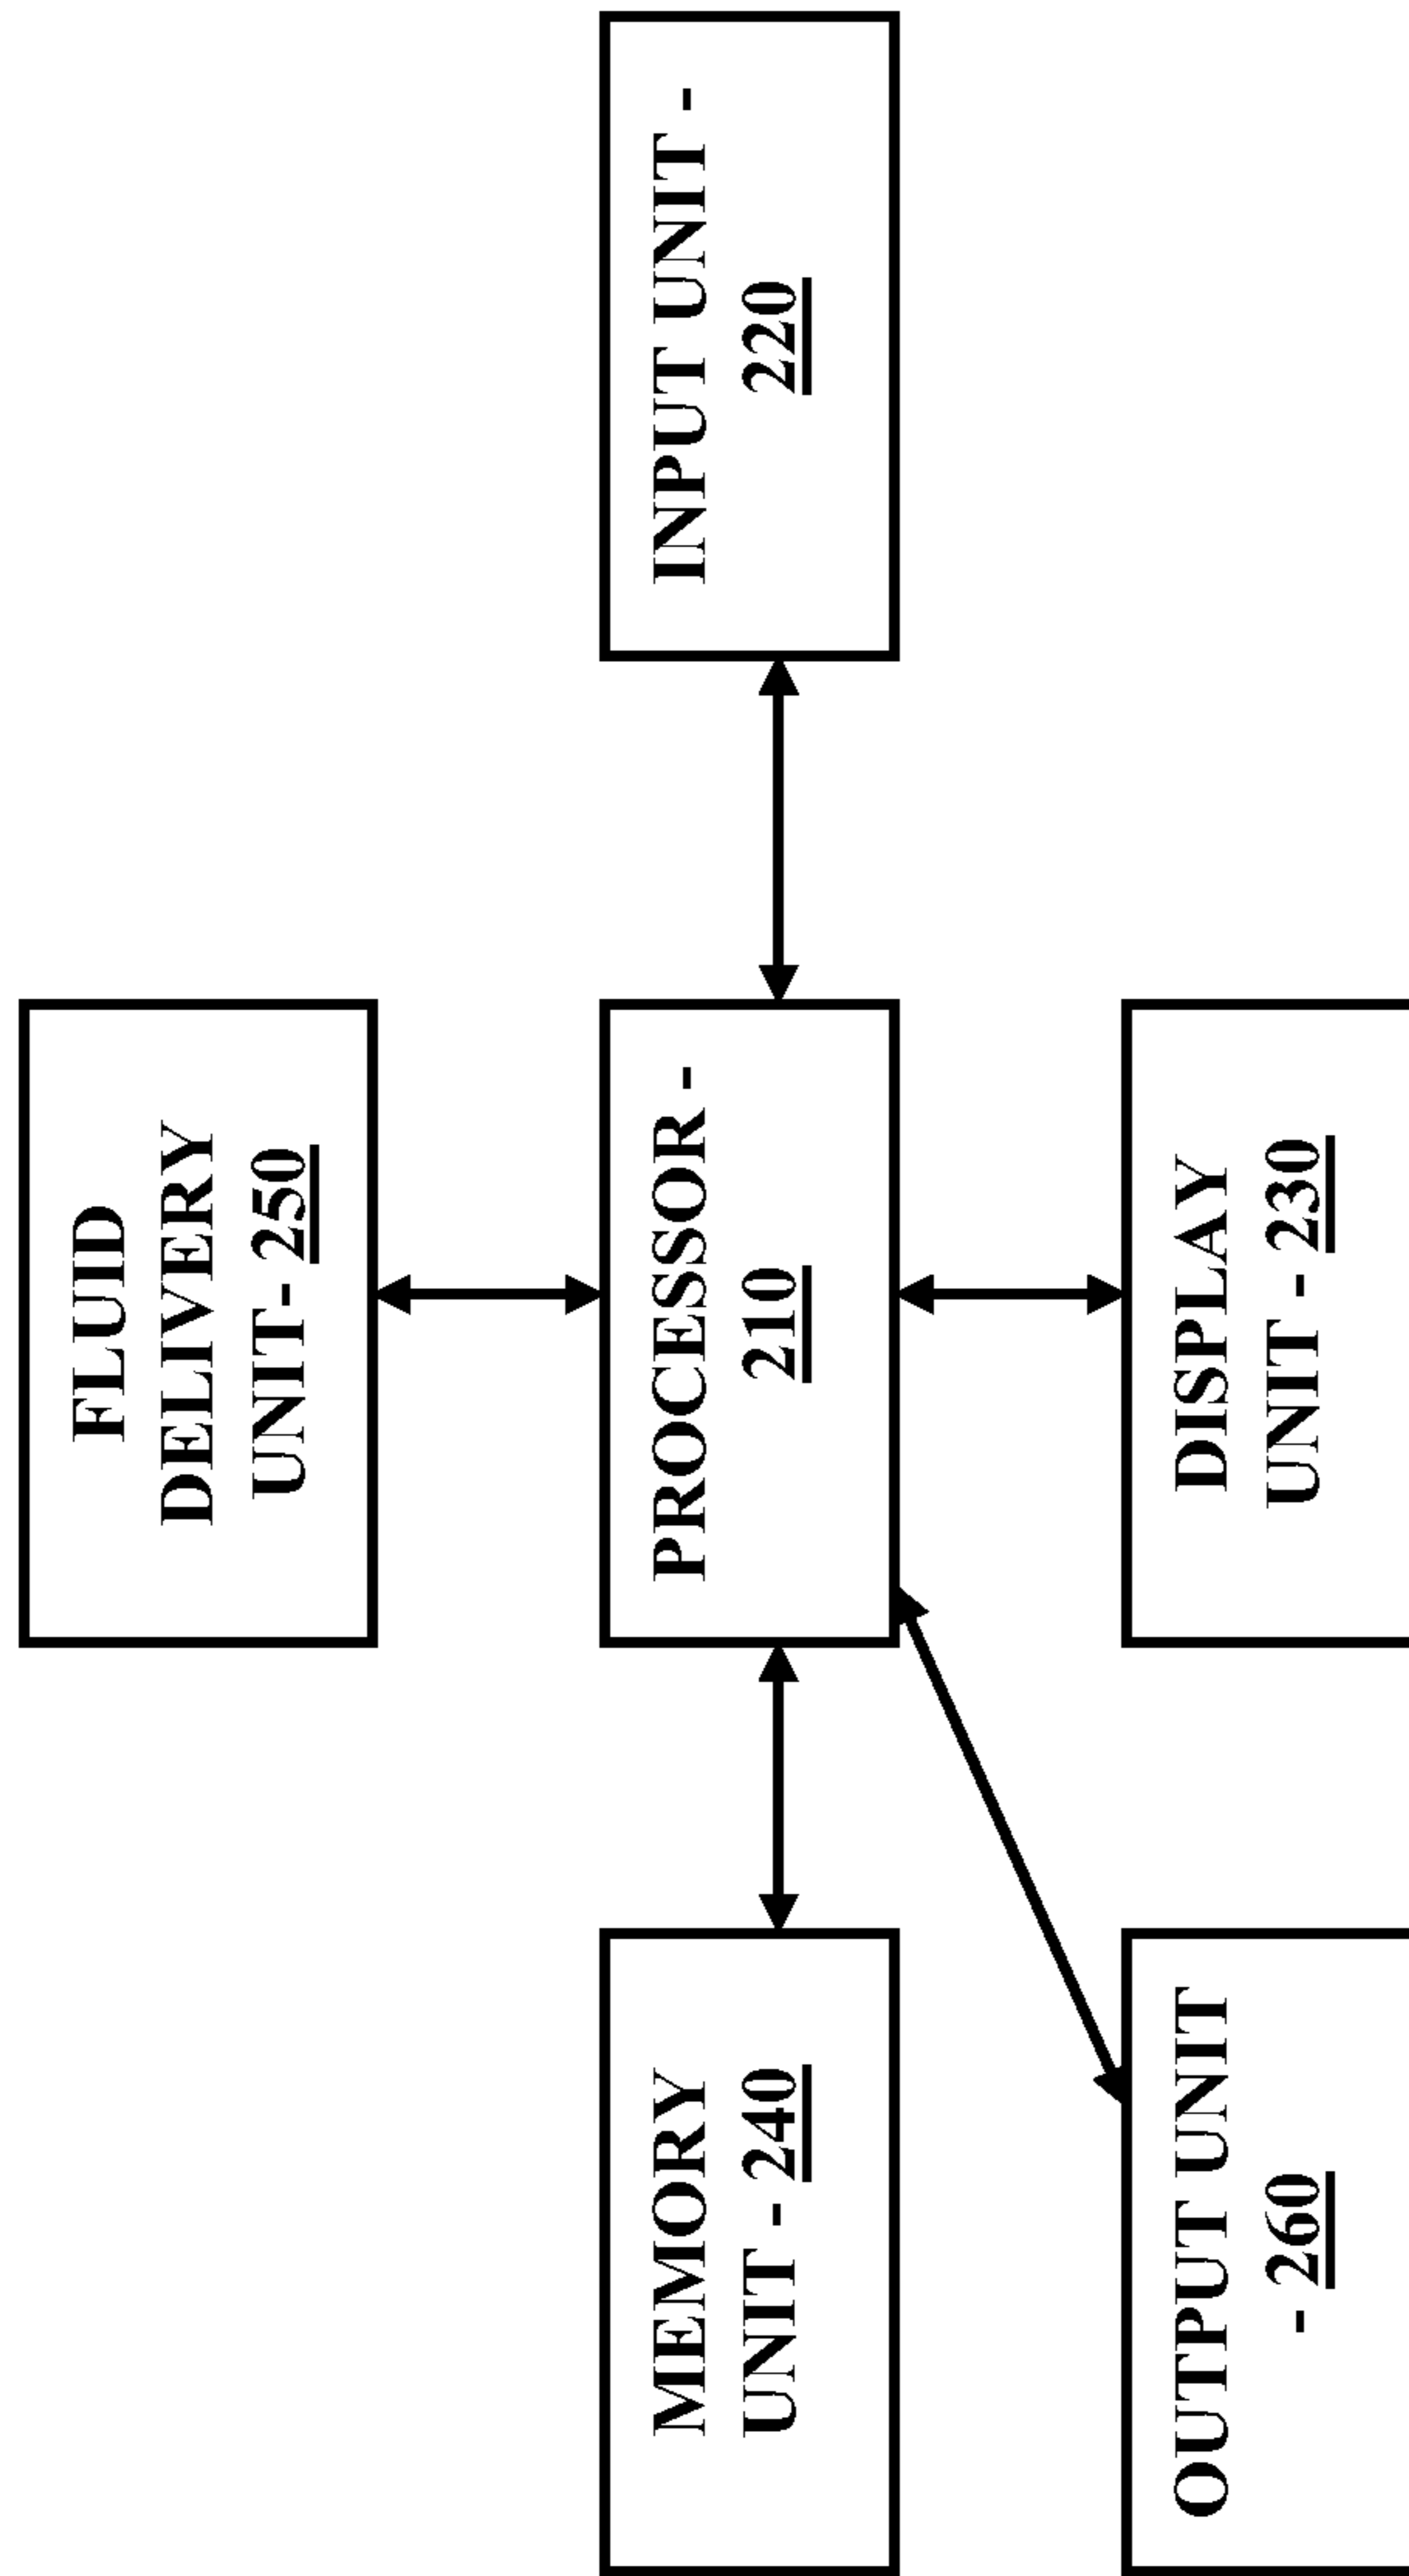 FLUID
DELIVERY
UNIT- 250
MEMORY
UNIT - 240
PROCESSOR -
210
INPUT UNIT -
220
OUTPUT UNIT
- 260
DISPLAY
UNIT - 230